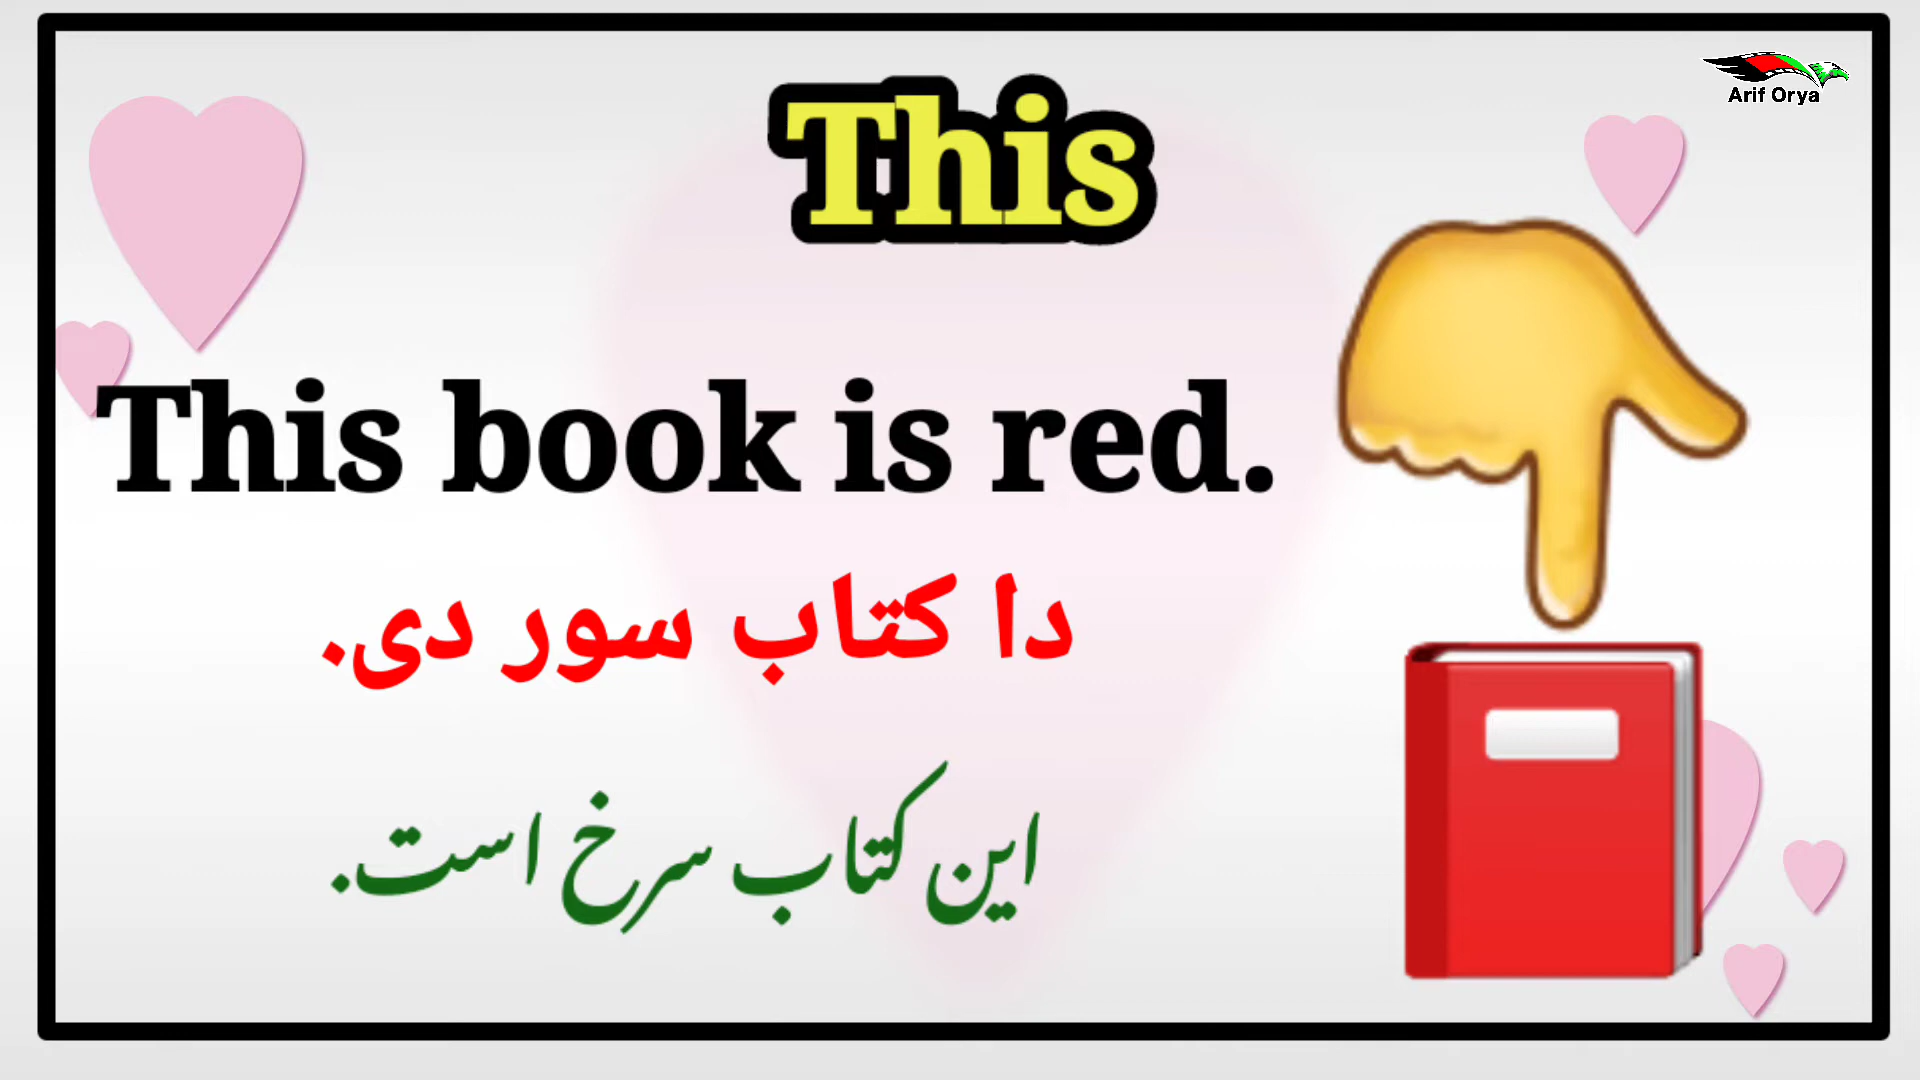 Arif Orya
This
This book is red.
دا کتاب سور دی.
این کتاب سرخ است.